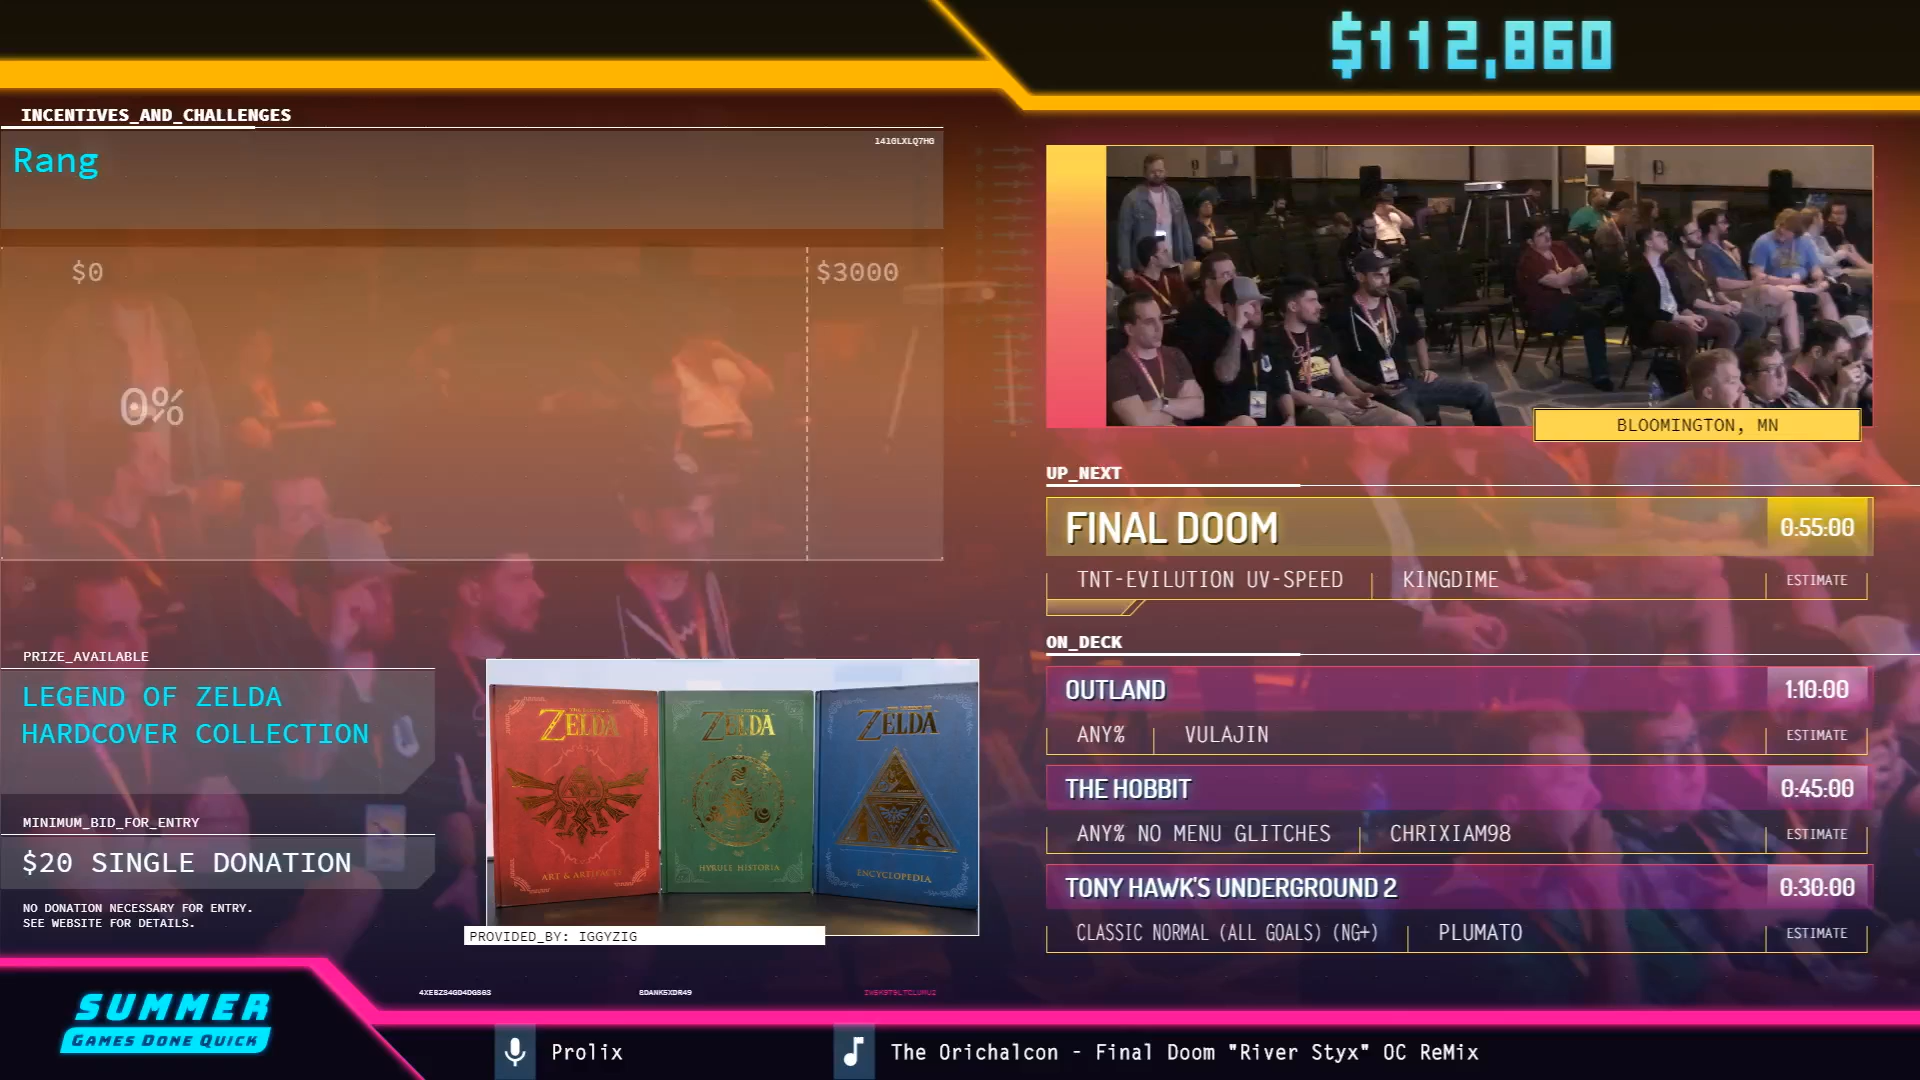 $112,860
INCENTIVES_AND_CHALLENGES
141GLXLQ7HG
Rang
$0
$3000
0%
BLOOMINGTON, MN
UP_NEXT
FINAL DOOM
0:55:00
TNT-EVILUTION UV-SPEED
KINGDIME
ESTIMATE
ON_DECK
OUTLAND
1:10:00
ANY%
VULAJIN
ESTIMATE
THE HOBBIT
0:45:00
ANY% NO MENU GLITCHES
CHRIXIAM98
ESTIMATE
TONY HAWK'S UNDERGROUND 2
0:30:00
CLASSIC NORMAL (ALL GOALS) (NG+)
PLUMATO
ESTIMATE
PRIZE_AVAILABLE
LEGEND OF ZELDA
HARDCOVER COLLECTION
MINIMUM_BID_FOR_ENTRY
$20 SINGLE DONATION
NO DONATION NECESSARY FOR ENTRY.
SEE WEBSITE FOR DETAILS.
ZELDA
ART & ARTIFACTS
ZELDA
HYRULE HISTORIA
ZELDA
ENCYCLOPEDIA
PROVIDED_BY: IGGYZIG
8DANK5XDR49
SUMMER
GAMES DONE QUICK
Prolix
The Orichalcon - Final Doom "River Styx" OC ReMix